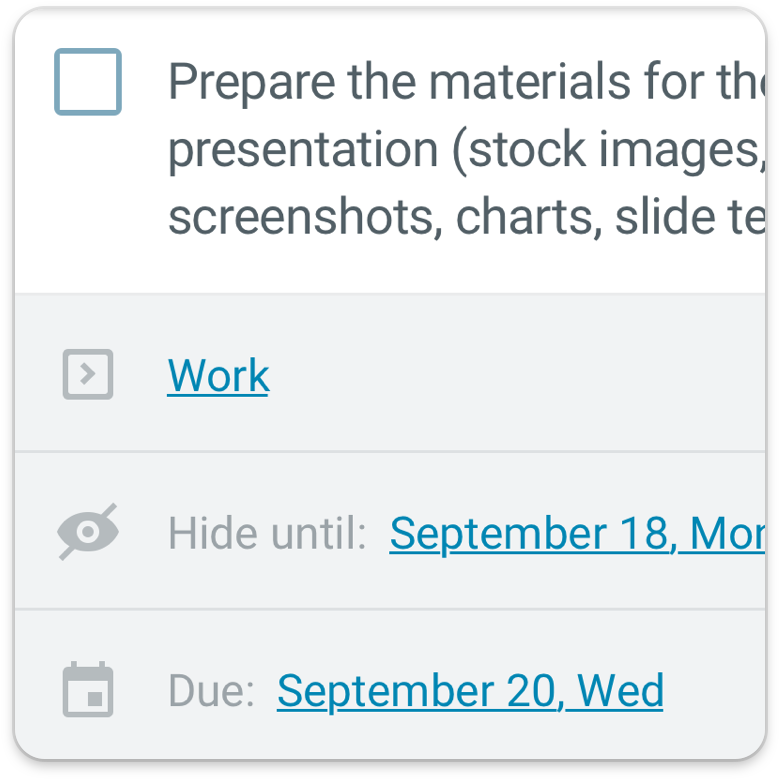 Prepare the materials for the
presentation (stock images,
screenshots, charts, slide
Work
Hide until: September 18, Mon
Due: September 20, Wed